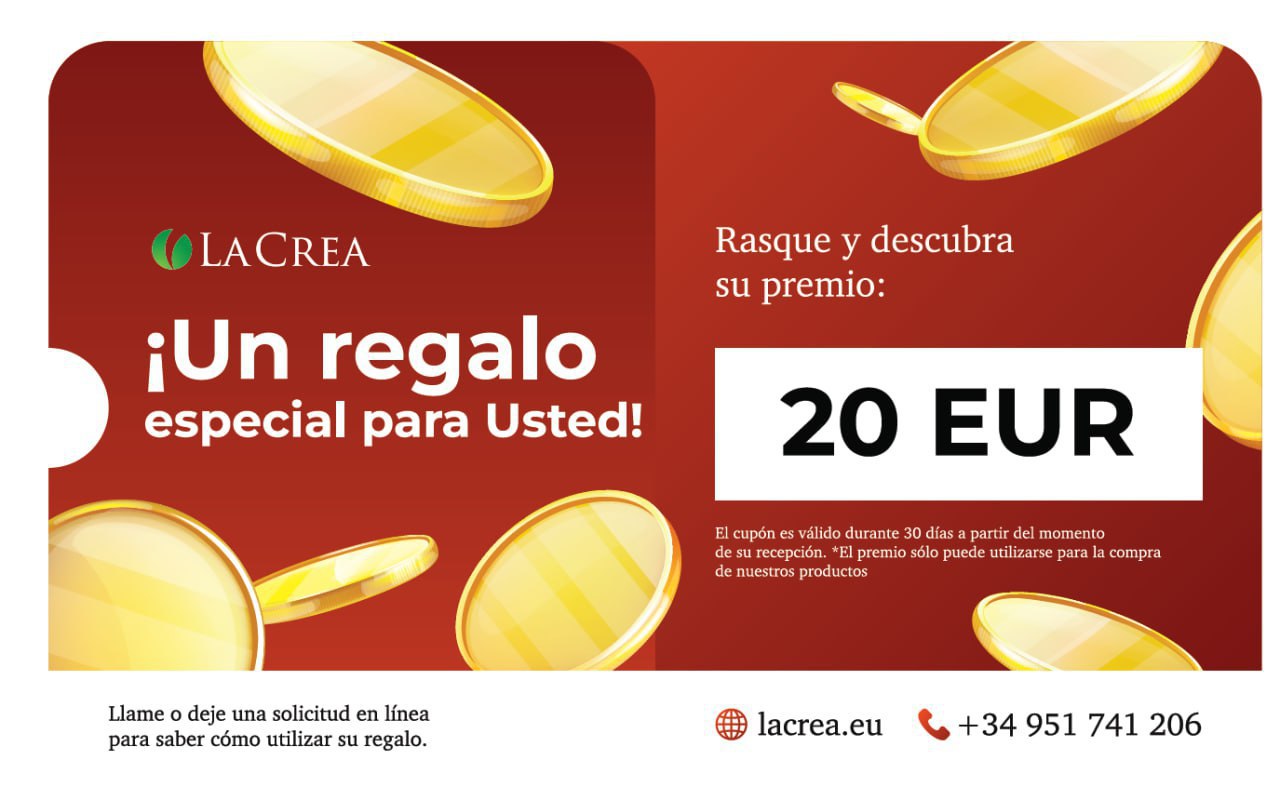 LACREA
¡Un regalo
especial para Usted!
Rasque y descubra
su premio:
20 EUR
El cupón es válido durante 30 días a partir del momento
de su recepción. *El premio sólo puede utilizarse para la compra
de nuestros productos
Llame o deje una solicitud en línea
para saber cómo utilizar su regalo.
lacrea.eu
+34 951 741 206